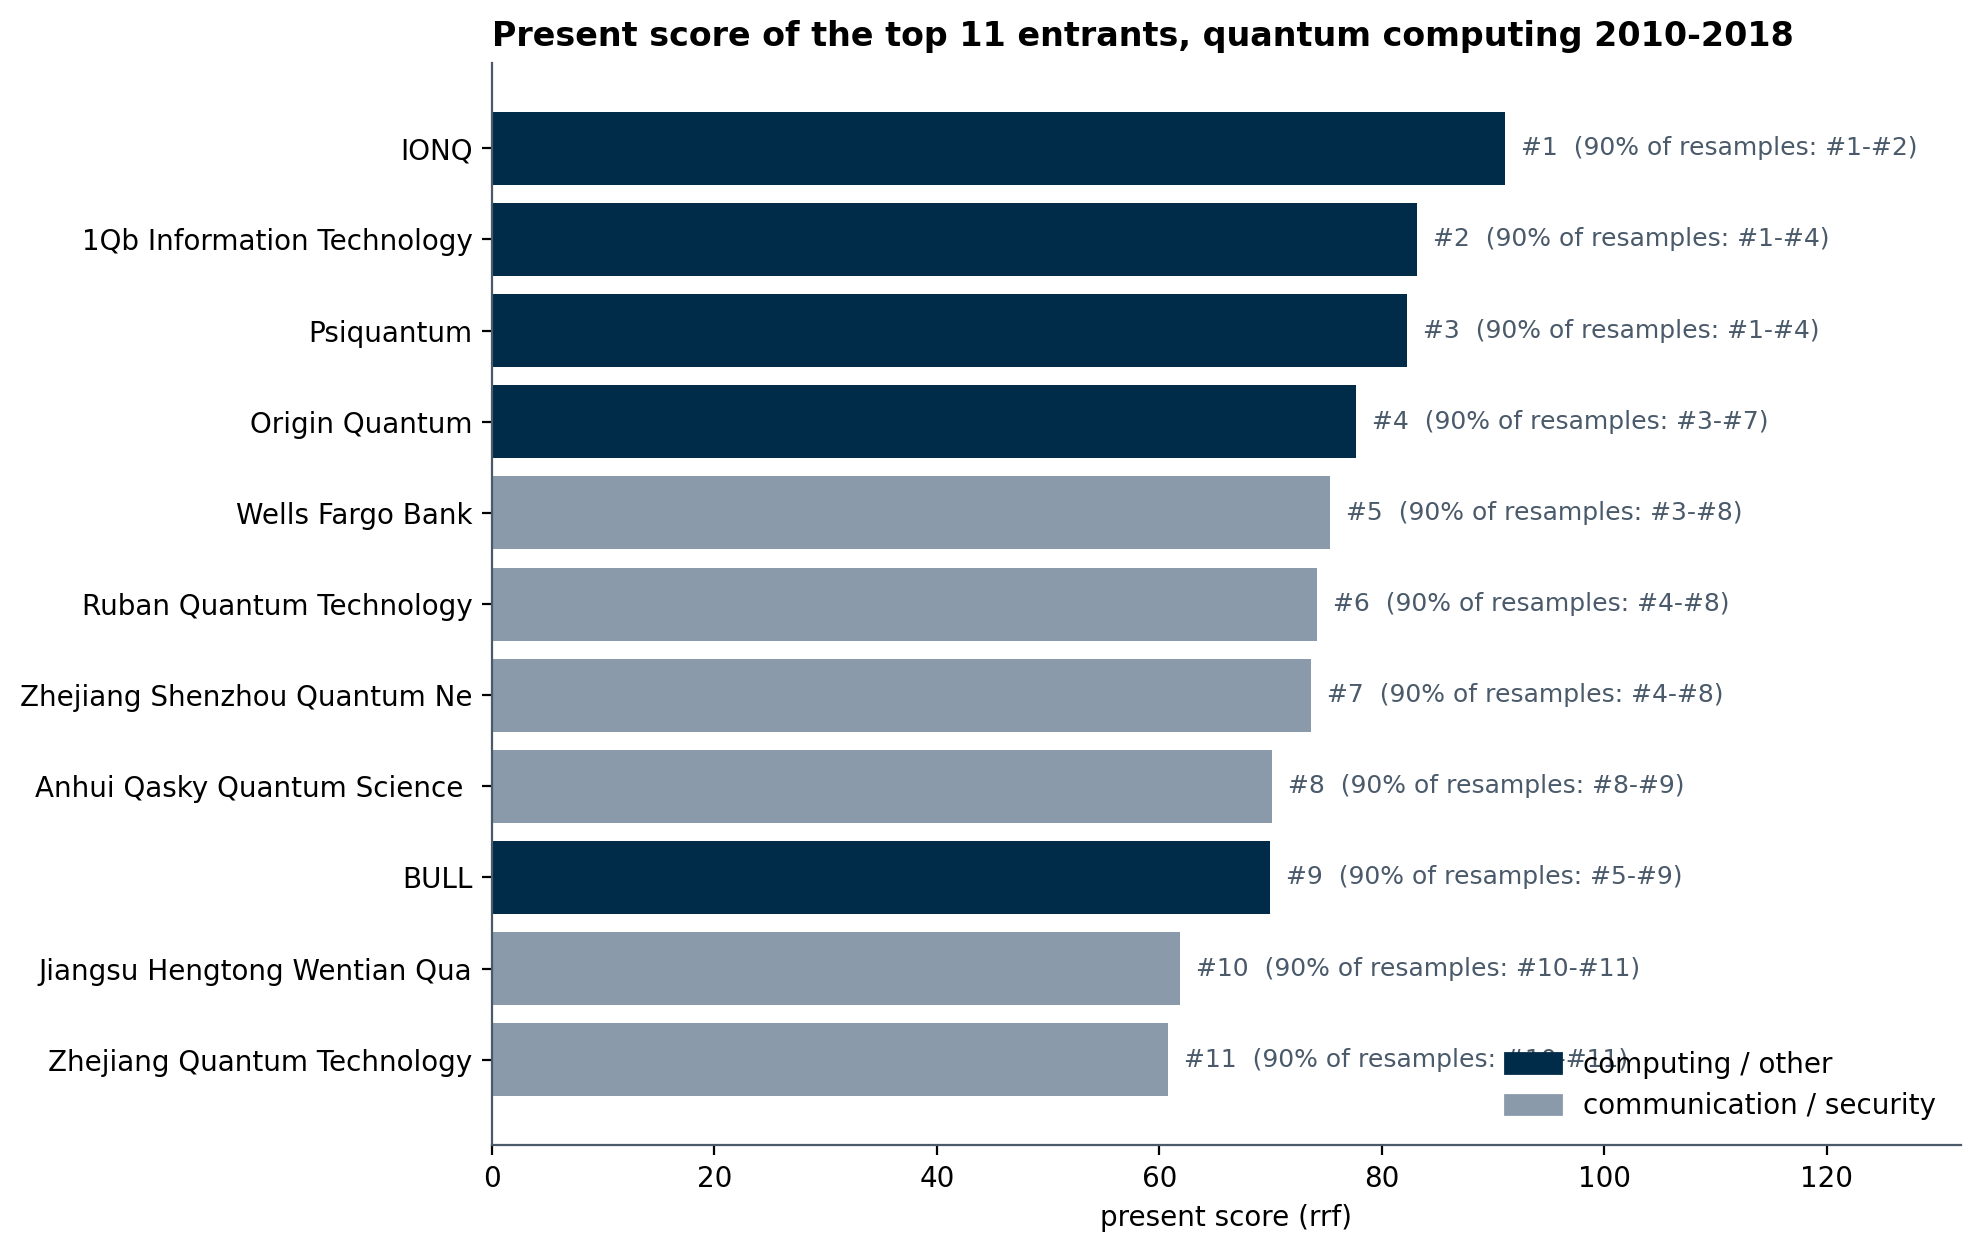 Present score of the top 11 entrants, quantum computing 2010-2018
IONQ
#1 (90% of resamples: #1-#2)
1Qb Information Technology
#2 (90% of resamples: #1-#4)
Psiquantum
#3 (90% of resamples: #1-#4)
Origin Quantum
#4 (90% of resamples: #3-#7)
Wells Fargo Bank
#5 (90% of resamples: #3-#8)
Ruban Quantum Technology
#6 (90% of resamples: #4-#8)
Zhejiang Shenzhou Quantum Ne
#7 (90% of resamples: #4-#8)
Anhui Qasky Quantum Science
#8 (90% of resamples: #8-#9)
BULL
#9 (90% of resamples: #5-#9)
Jiangsu Hengtong Wentian Qua
#10 (90% of resamples: #10-#11)
Zhejiang Quantum Technology
#11 (90% of resamples: #10-#11)
computing / other
communication / security
0 20 40 60 80 100 120
present score (rrf)